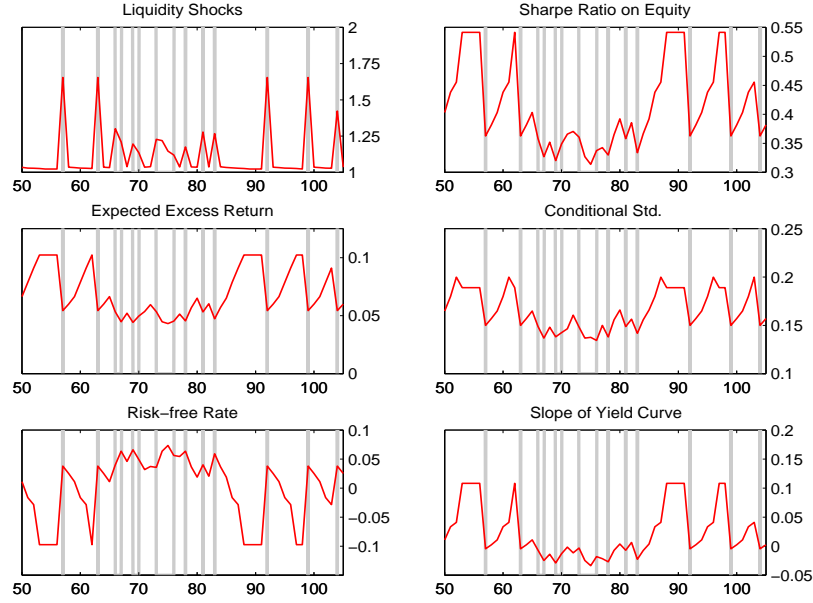 Liquidity Shocks
2
1.75
1.5
1.25
1
50 60 70 80 90 100
Sharpe Ratio on Equity
0.55
0.5
0.45
0.4
0.35
0.3
50 60 70 80 90 100
Expected Excess Return
0.1
0.05
0
50 60 70 80 90 100
Conditional Std.
0.25
0.2
0.15
0.1
50 60 70 80 90 100
Risk−free Rate
0.1
0.05
0
−0.05
−0.1
50 60 70 80 90 100
Slope of Yield Curve
0.2
0.15
0.1
0.05
0
−0.05
50 60 70 80 90 100